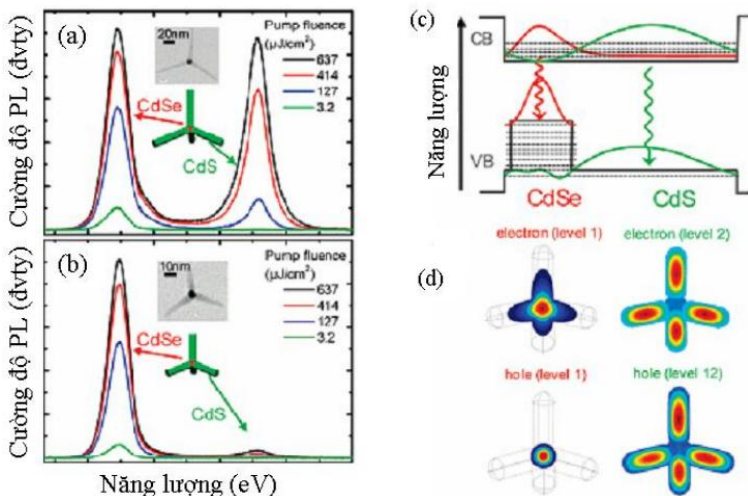 (a)
Cường độ PL (đvty)
20nm
Pump fluence
(µJ/cm²)
637
414
127
3.2
CdSe
CdS
(b)
Cường độ PL (đvty)
10nm
Pump fluence
(µJ/cm²)
637
414
127
3.2
CdSe
CdS
Năng lượng (eV)
(c)
Năng lượng
CB
VB
CdSe
CdS
(d)
electron (level 1)
electron (level 2)
hole (level 1)
hole (level 12)